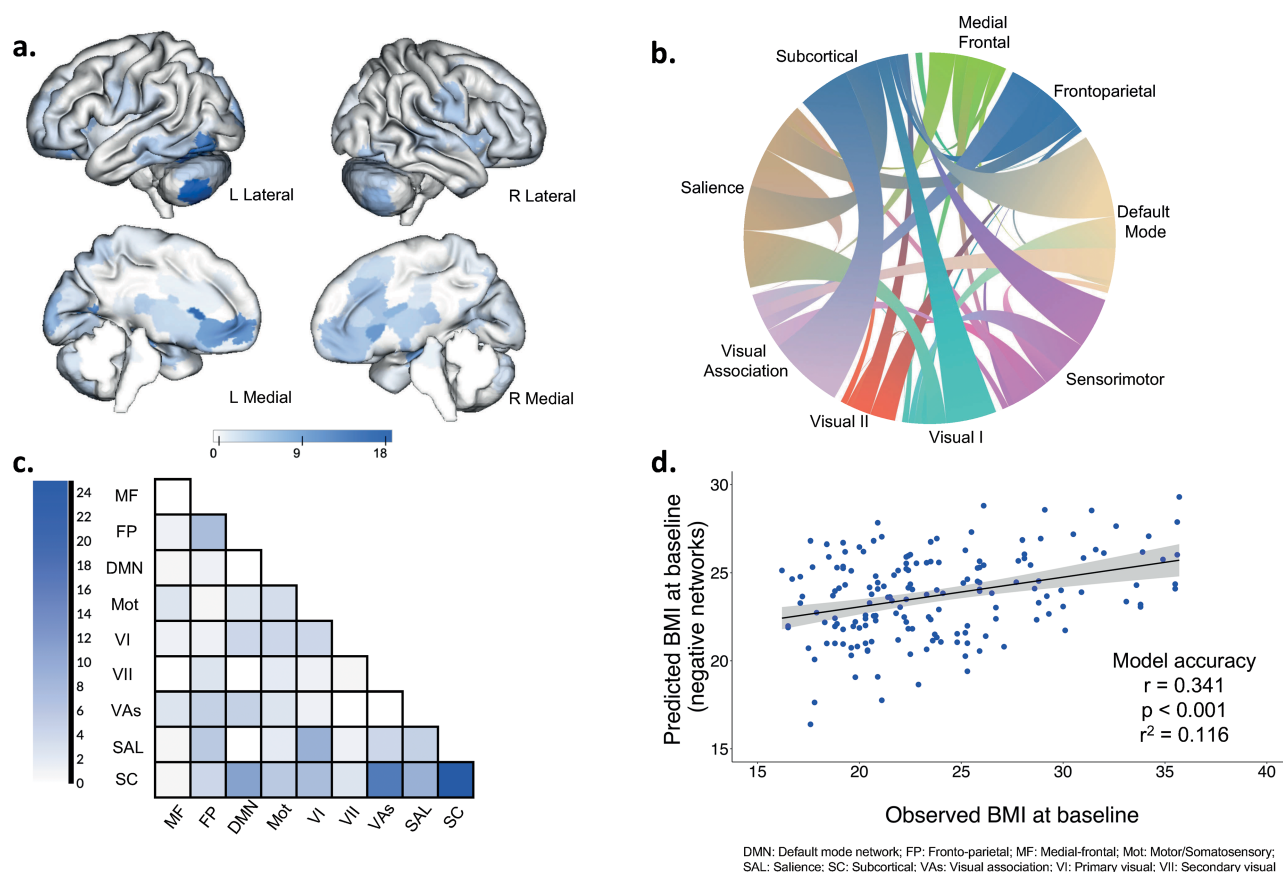 a.
L Lateral
R Lateral
L Medial
R Medial
0 9 18
b.
Medial
Frontal
Subcortical
Frontoparietal
Salience
Default
Mode
Visual
Association
Sensorimotor
Visual II
Visual I
c.
24
22
20
18
16
14
12
10
8
6
4
2
0
MF
FP
DMN
Mot
VI
VII
VAs
SAL
SC
MF FP DMN Mot VI VII VAs SAL SC
d.
Predicted BMI at baseline
(negative networks)
30
25
20
15
Model accuracy
r = 0.341
p < 0.001
r² = 0.116
15 20 25 30 35 40
Observed BMI at baseline
DMN: Default mode network; FP: Fronto-parietal; MF: Medial-frontal; Mot: Motor/Somatosensory;
SAL: Salience; SC: Subcortical; VAs: Visual association; VI: Primary visual; VII: Secondary visual